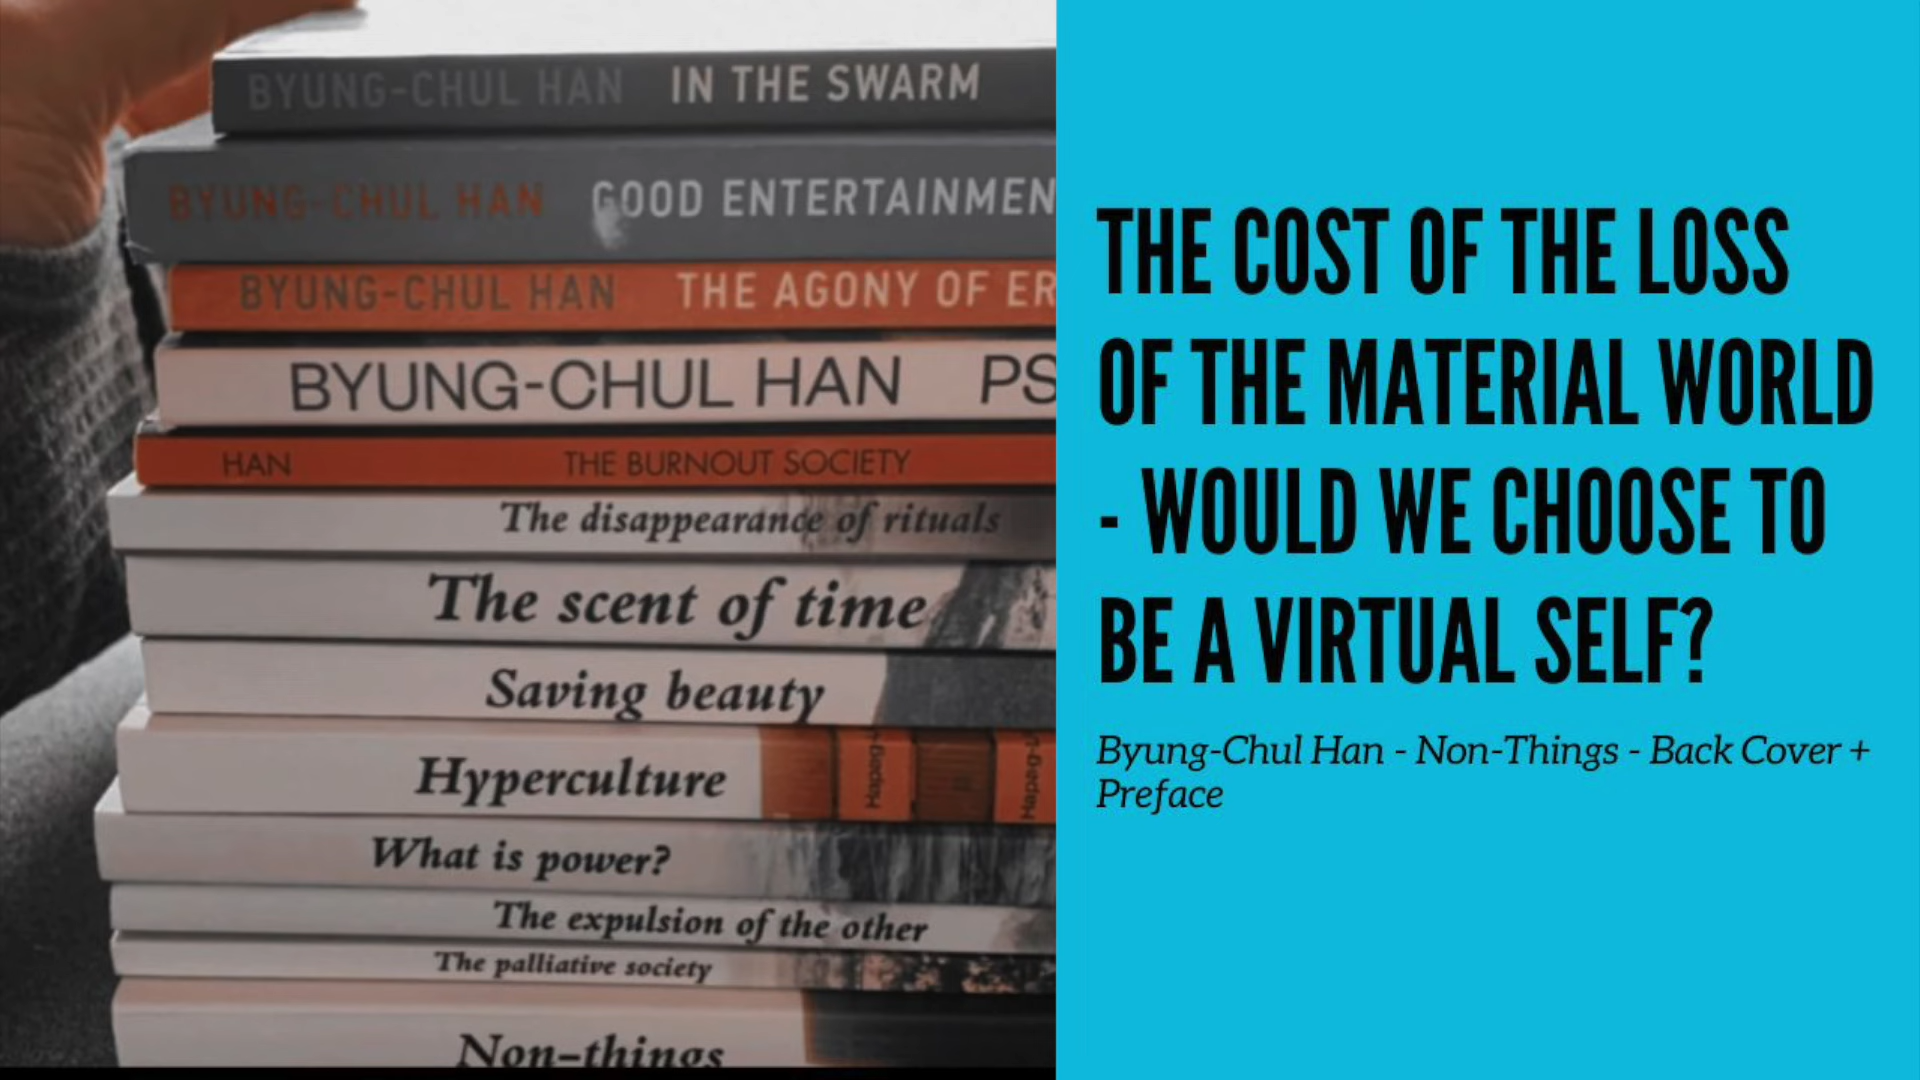 BYUNG-CHUL HAN IN THE SWARM
BYUNG-CHUL HAN GOOD ENTERTAINMEN
BYUNG-CHUL HAN THE AGONY OF ER
BYUNG-CHUL HAN PS
HAN THE BURNOUT SOCIETY
The disappearance of rituals
The scent of time
Saving beauty
Hyperculture Hapag-L Hapag-L
What is power?
The expulsion of the other
The palliative society
Non-things
THE COST OF THE LOSS
OF THE MATERIAL WORLD
- WOULD WE CHOOSE TO
BE A VIRTUAL SELF?
Byung-Chul Han - Non-Things - Back Cover +
Preface